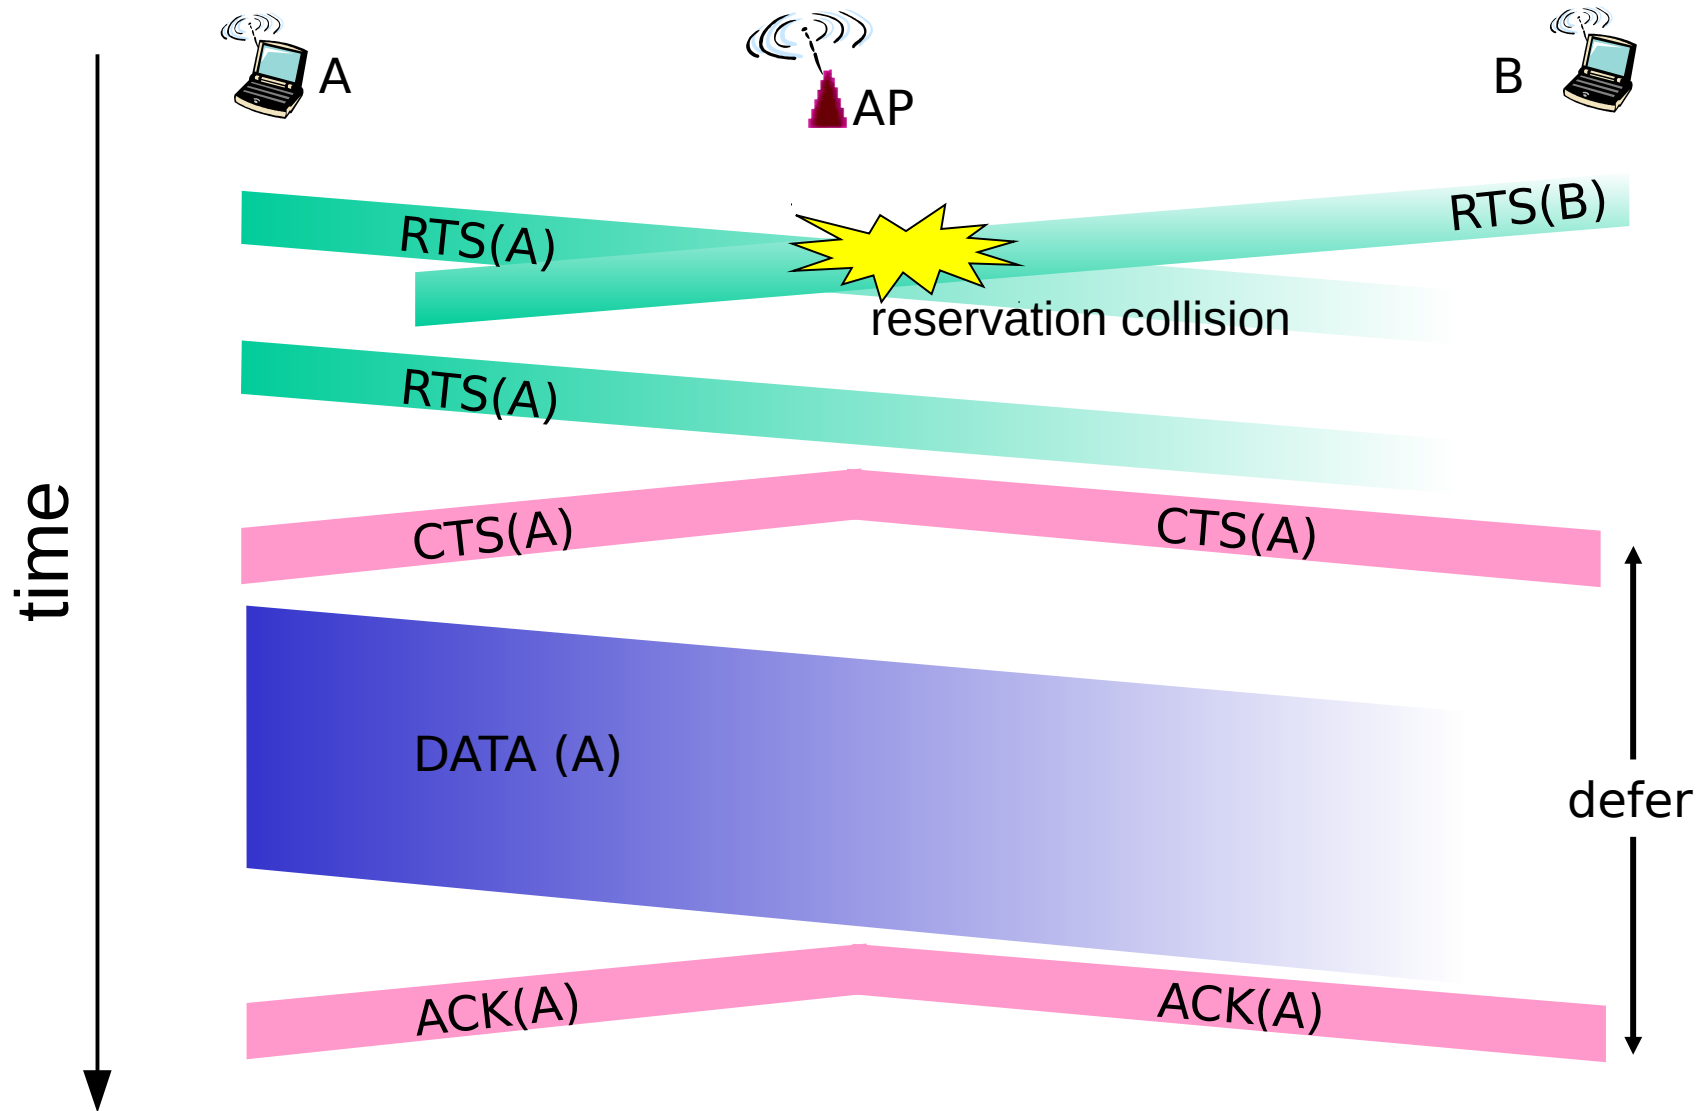 A
AP
B
RTS(A)
RTS(B)
reservation collision
RTS(A)
time
CTS(A)
CTS(A)
DATA (A)
defer
ACK(A)
ACK(A)